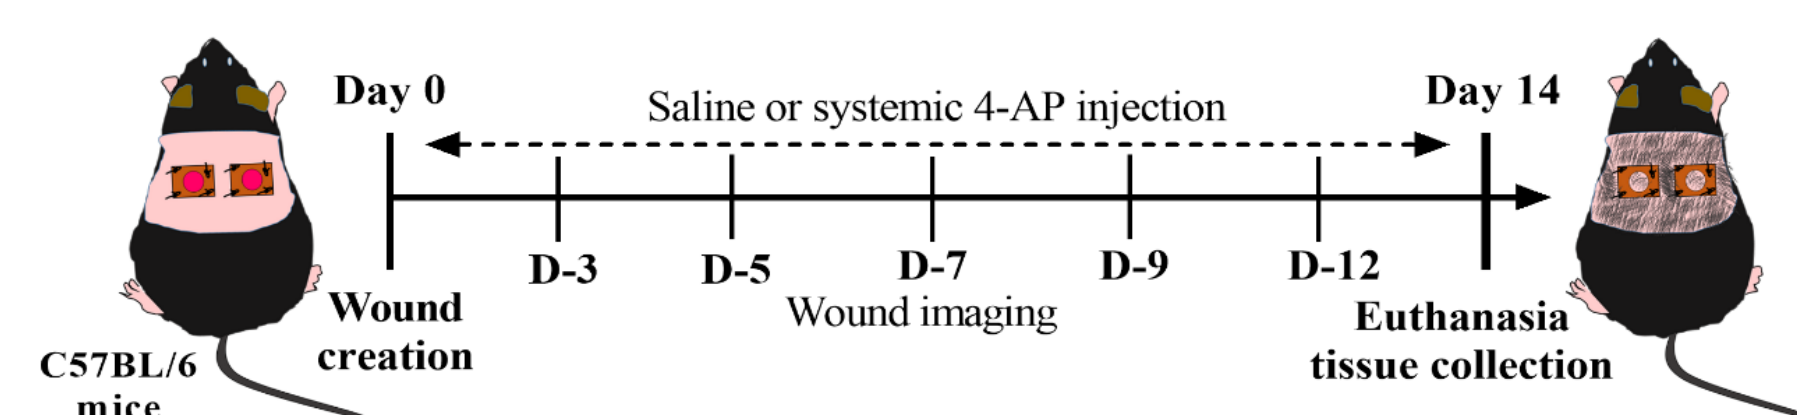 Day 0
Saline or systemic 4-AP injection
Day 14
D-3
D-5
D-7
D-9
D-12
Wound imaging
Wound
creation
Euthanasia
tissue collection
C57BL/6
mice